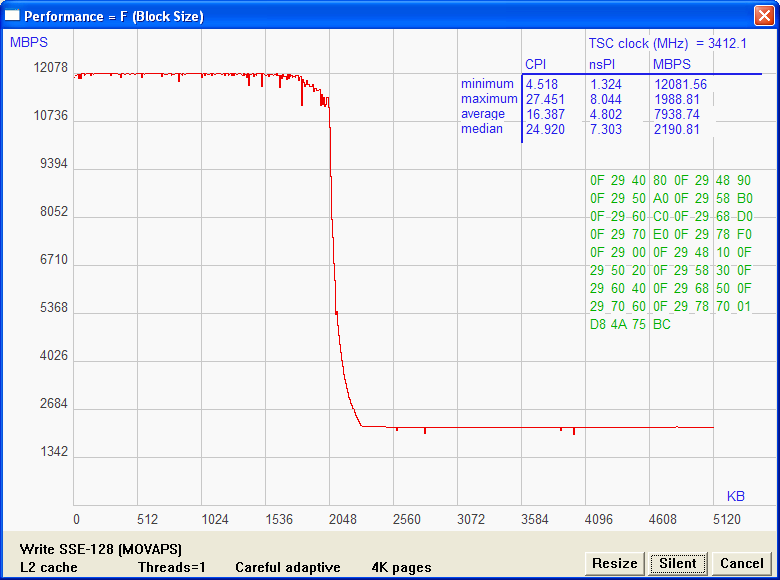 Performance = F (Block Size)
MBPS
TSC clock (MHz) = 3412.1
CPI nsPI MBPS
minimum 4.518 1.324 12081.56
maximum 27.451 8.044 1988.81
average 16.387 4.802 7938.74
median 24.920 7.303 2190.81
12078
10736
9394
8052
6710
5368
4026
2684
1342
0F 29 40 80 0F 29 48 90
0F 29 50 A0 0F 29 58 B0
0F 29 60 C0 0F 29 68 D0
0F 29 70 E0 0F 29 78 F0
0F 29 00 0F 29 48 10 0F
29 50 20 0F 29 58 30 0F
29 60 40 0F 29 68 50 0F
29 70 60 0F 29 78 70 01
D8 4A 75 BC
KB
0 512 1024 1536 2048 2560 3072 3584 4096 4608 5120
Write SSE-128 (MOVAPS)
L2 cache Threads=1 Careful adaptive 4K pages
Resize Silent Cancel